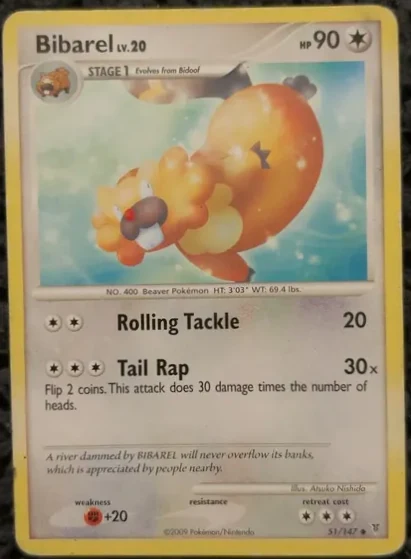 Bibarel LV.20 HP 90
STAGE 1 Evolves from Bidoof
NO. 400 Beaver Pokémon HT: 3'03" WT: 69.4 lbs.
Rolling Tackle 20
Tail Rap 30x
Flip 2 coins. This attack does 30 damage times the number of
heads.
A river dammed by BIBAREL will never overflow its banks,
which is appreciated by people nearby.
Illus. Atsuko Nishida
weakness resistance retreat cost
+20
©2009 Pokémon/Nintendo 51/147